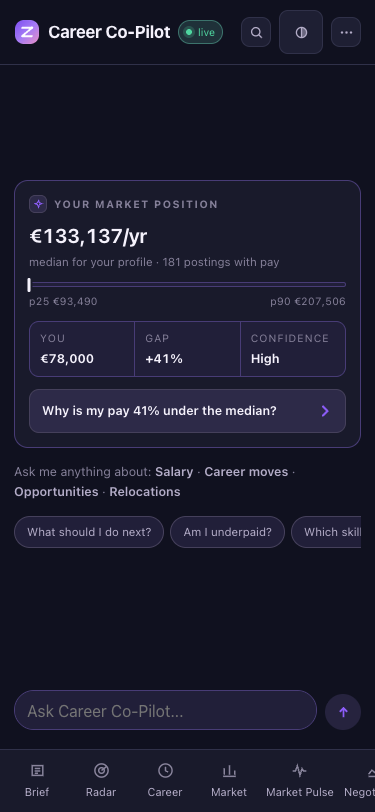 Career Co-Pilot live
YOUR MARKET POSITION
€133,137/yr
median for your profile · 181 postings with pay
p25 €93,490 p90 €207,506
YOU GAP CONFIDENCE
€78,000 +41% High
Why is my pay 41% under the median?
Ask me anything about: Salary · Career moves ·
Opportunities · Relocations
What should I do next? Am I underpaid? Which skill
Ask Career Co-Pilot...
Brief Radar Career Market Market Pulse Negot